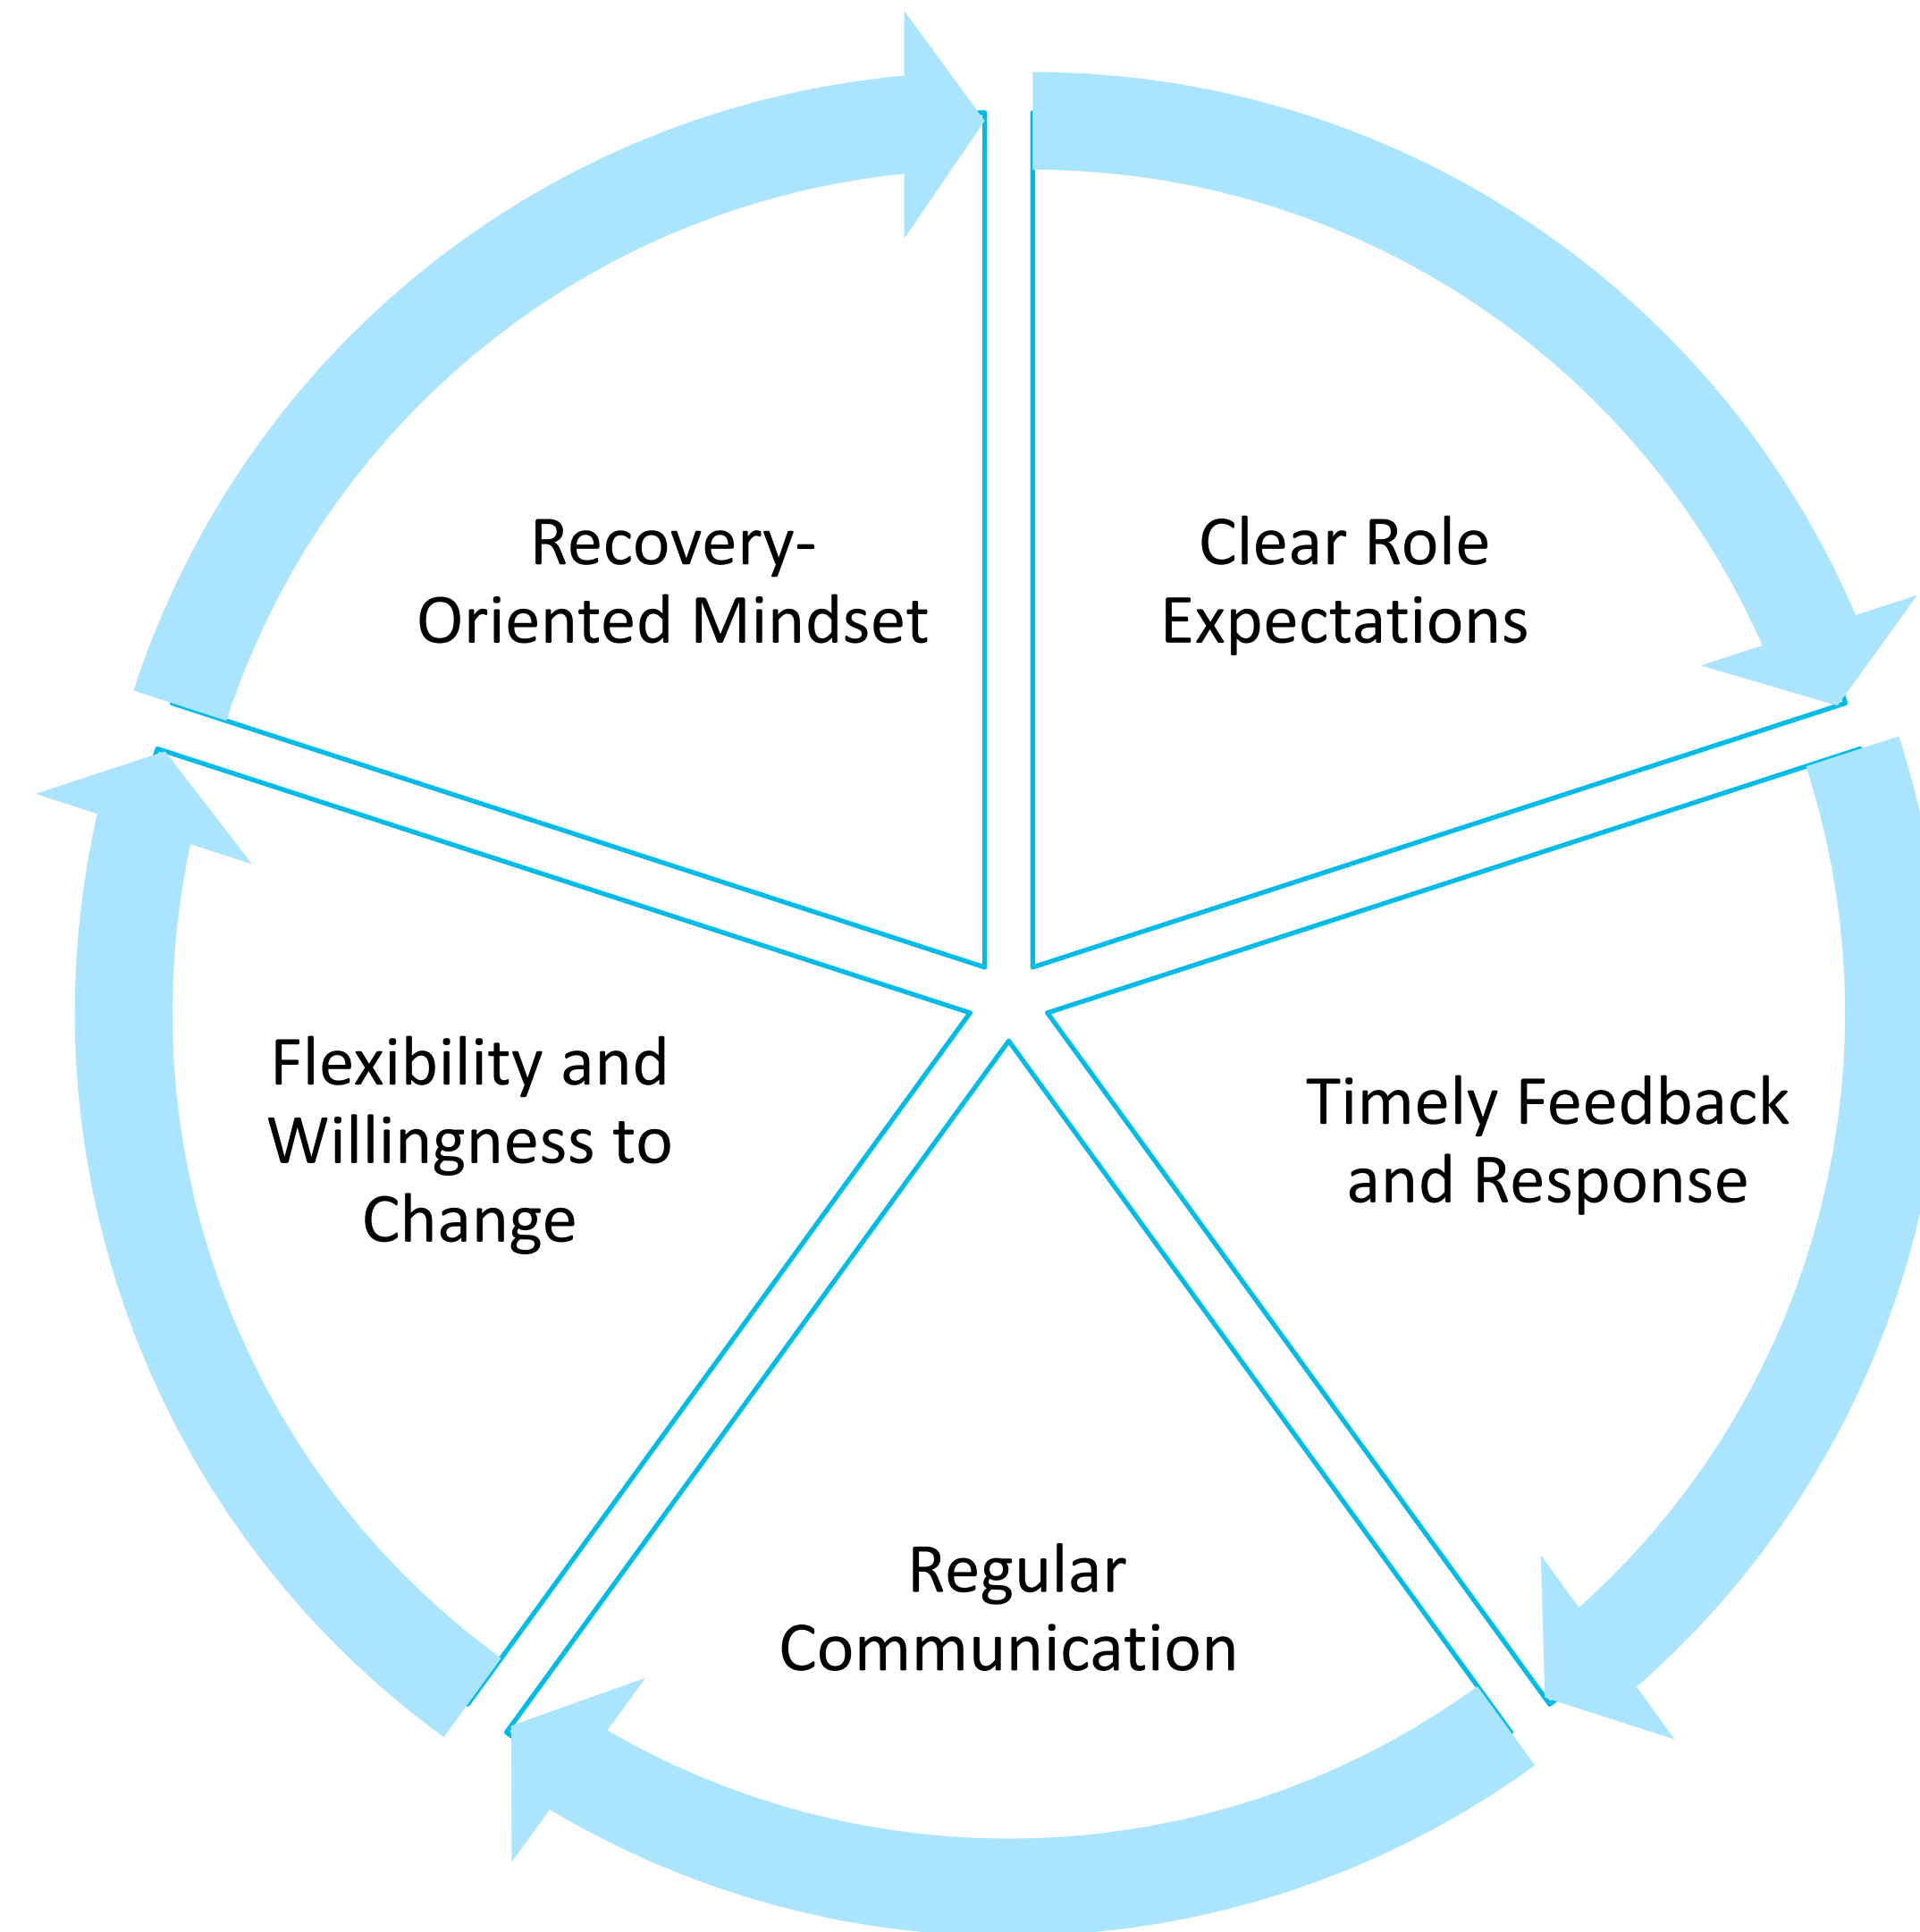 Recovery-
Oriented Mindset
Clear Role
Expectations
Flexibility and
Willingness to
Change
Timely Feedback
and Response
Regular
Communication